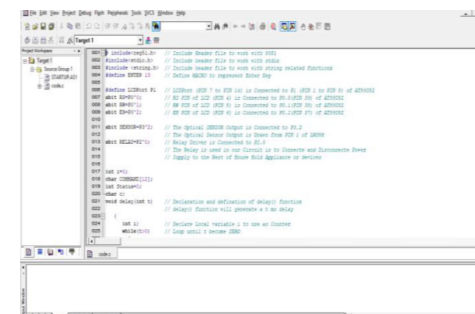 File Edit View Project Debug Flash Peripherals Tools SVCS Window Help
Target 1
Project Workspace
Target 1
Source Group 1
STARTUP.A51
code.c
001 # include<reg51.h> // Include Header file to work with 8051
002 #include<stdio.h> // Include header file to work with stdio
003 #include <string.h> // Include header file to work with string related Functions
004 #define ENTER 13 // Define MACRO to represent Enter Key
005
006 #define LCDPort P1 // LCDPort (PIN 7 to PIN 14) is Connected to P1 (PIN 1 to PIN 8) of AT89S52
007 sbit RS=P0^0; // RS PIN of LCD (PIN 4) is Connected to P0.0(PIN 39) of AT89S52
008 sbit RW=P0^1; // RW PIN of LCD (PIN 5) is Connected to P0.1(PIN 38) of AT89S52
009 sbit EN=P0^2; // EN PIN of LCD (PIN 6) is Connected to P0.2(PIN 37) of AT89S52
010
011 sbit SENSOR=P3^2; // The Optical SENSOR Output is Connected to P3.2
012 // The Optical Sensor Output is Drawn from PIN 1 of LM358
013 sbit RELAY=P2^0; // Relay Driver is Connected to P2.0
014 // The Relay is used in our Circuit is to Connects and Disconnects Power
015 // Supply to the Rest of House Hold Appliance or devices
016
017 int i=0;
018 char COMMAND[12];
019 int Status=0;
020 char c;
021 void delay(int t) // Declaration and defination of delay() function
022 // delay() function will generate a t ms delay
023 {
024 int i; // Declare Local variable i to use as Counter
025 while(t>0) // Loop until t become ZERO
code.c